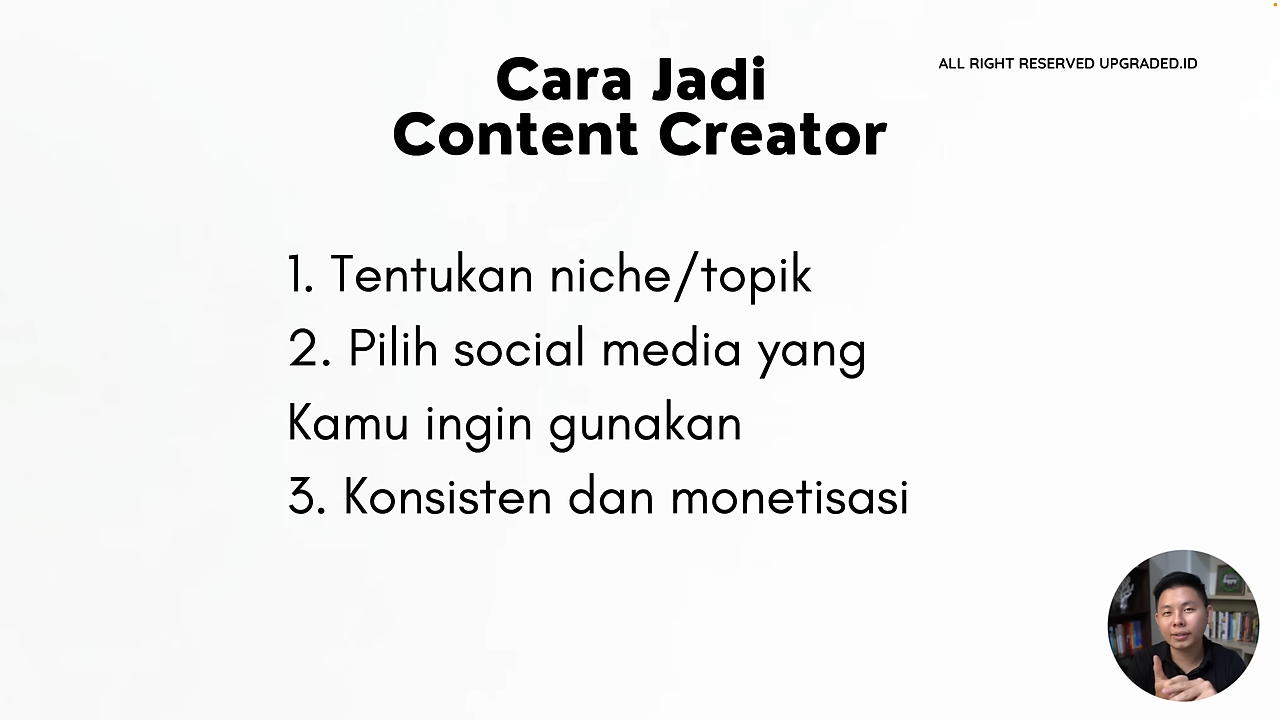 Cara Jadi
Content Creator
ALL RIGHT RESERVED UPGRADED.ID
1. Tentukan niche/topik
2. Pilih social media yang
Kamu ingin gunakan
3. Konsisten dan monetisasi